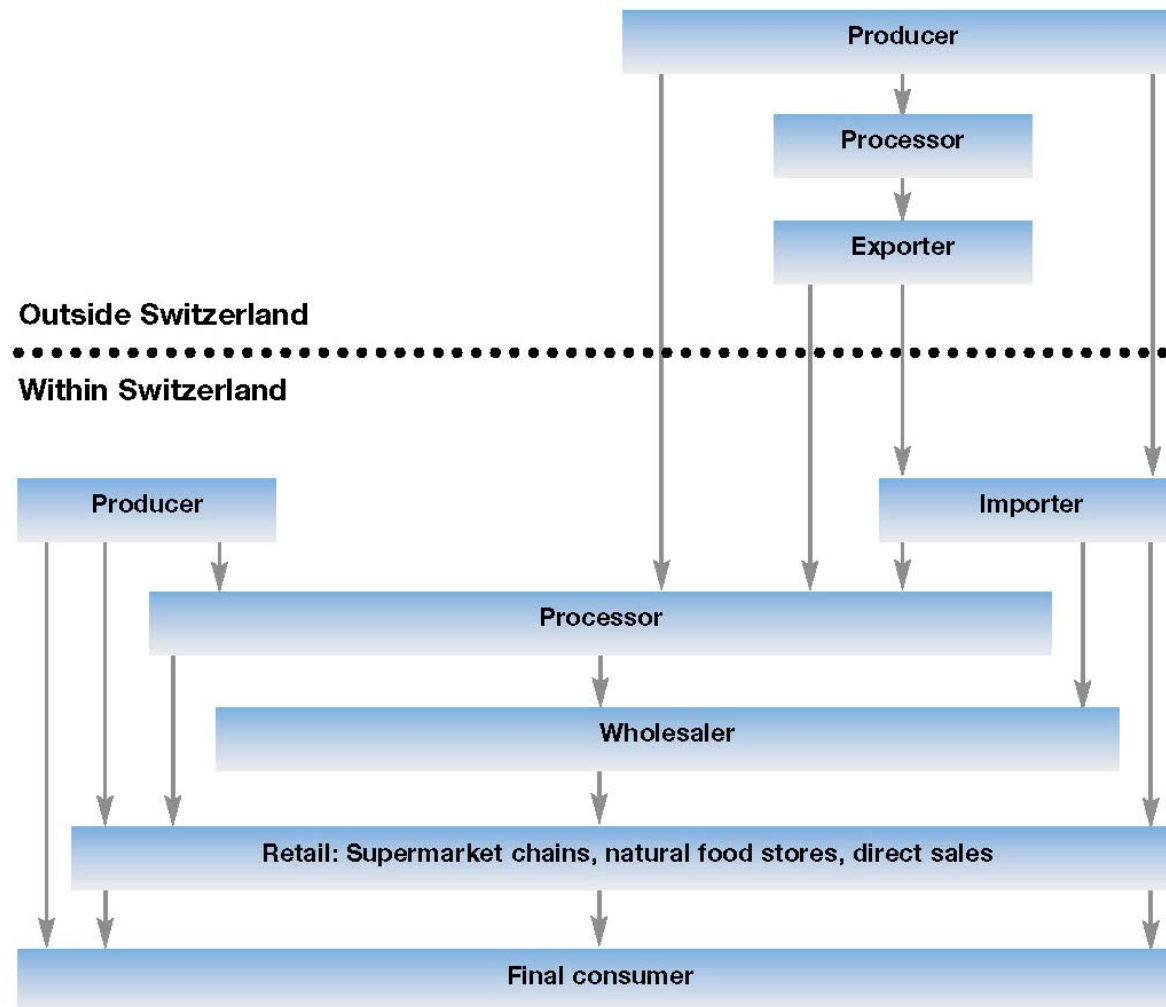 Producer
Processor
Exporter
Outside Switzerland
Within Switzerland
Producer
Importer
Processor
Wholesaler
Retail: Supermarket chains, natural food stores, direct sales
Final consumer